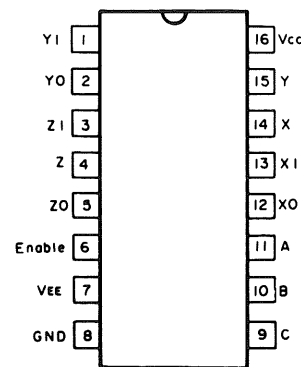 Y1 1 16 Vcc
Y0 2 15 Y
Z1 3 14 X
Z 4 13 X1
Z0 5 12 X0
Enable 6 11 A
VEE 7 10 B
GND 8 9 C